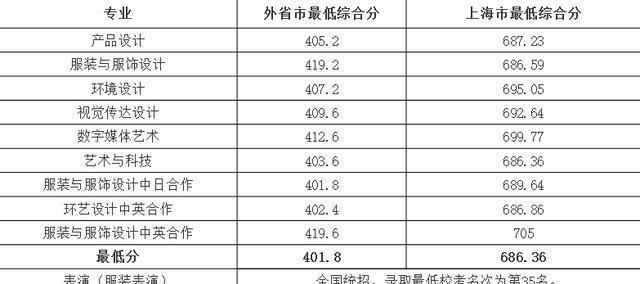 专业 外省市最低综合分 上海市最低综合分
产品设计 405.2 687.23
服装与服饰设计 419.2 686.59
环境设计 407.2 695.05
视觉传达设计 409.6 692.64
数字媒体艺术 412.6 699.77
艺术与科技 403.6 686.36
服装与服饰设计中日合作 401.8 689.64
环艺设计中英合作 402.4 686.86
服装与服饰设计中英合作 419.6 705
最低分 401.8 686.36
表演（服装表演） 全国统招，录取最低校考名次为第35名。